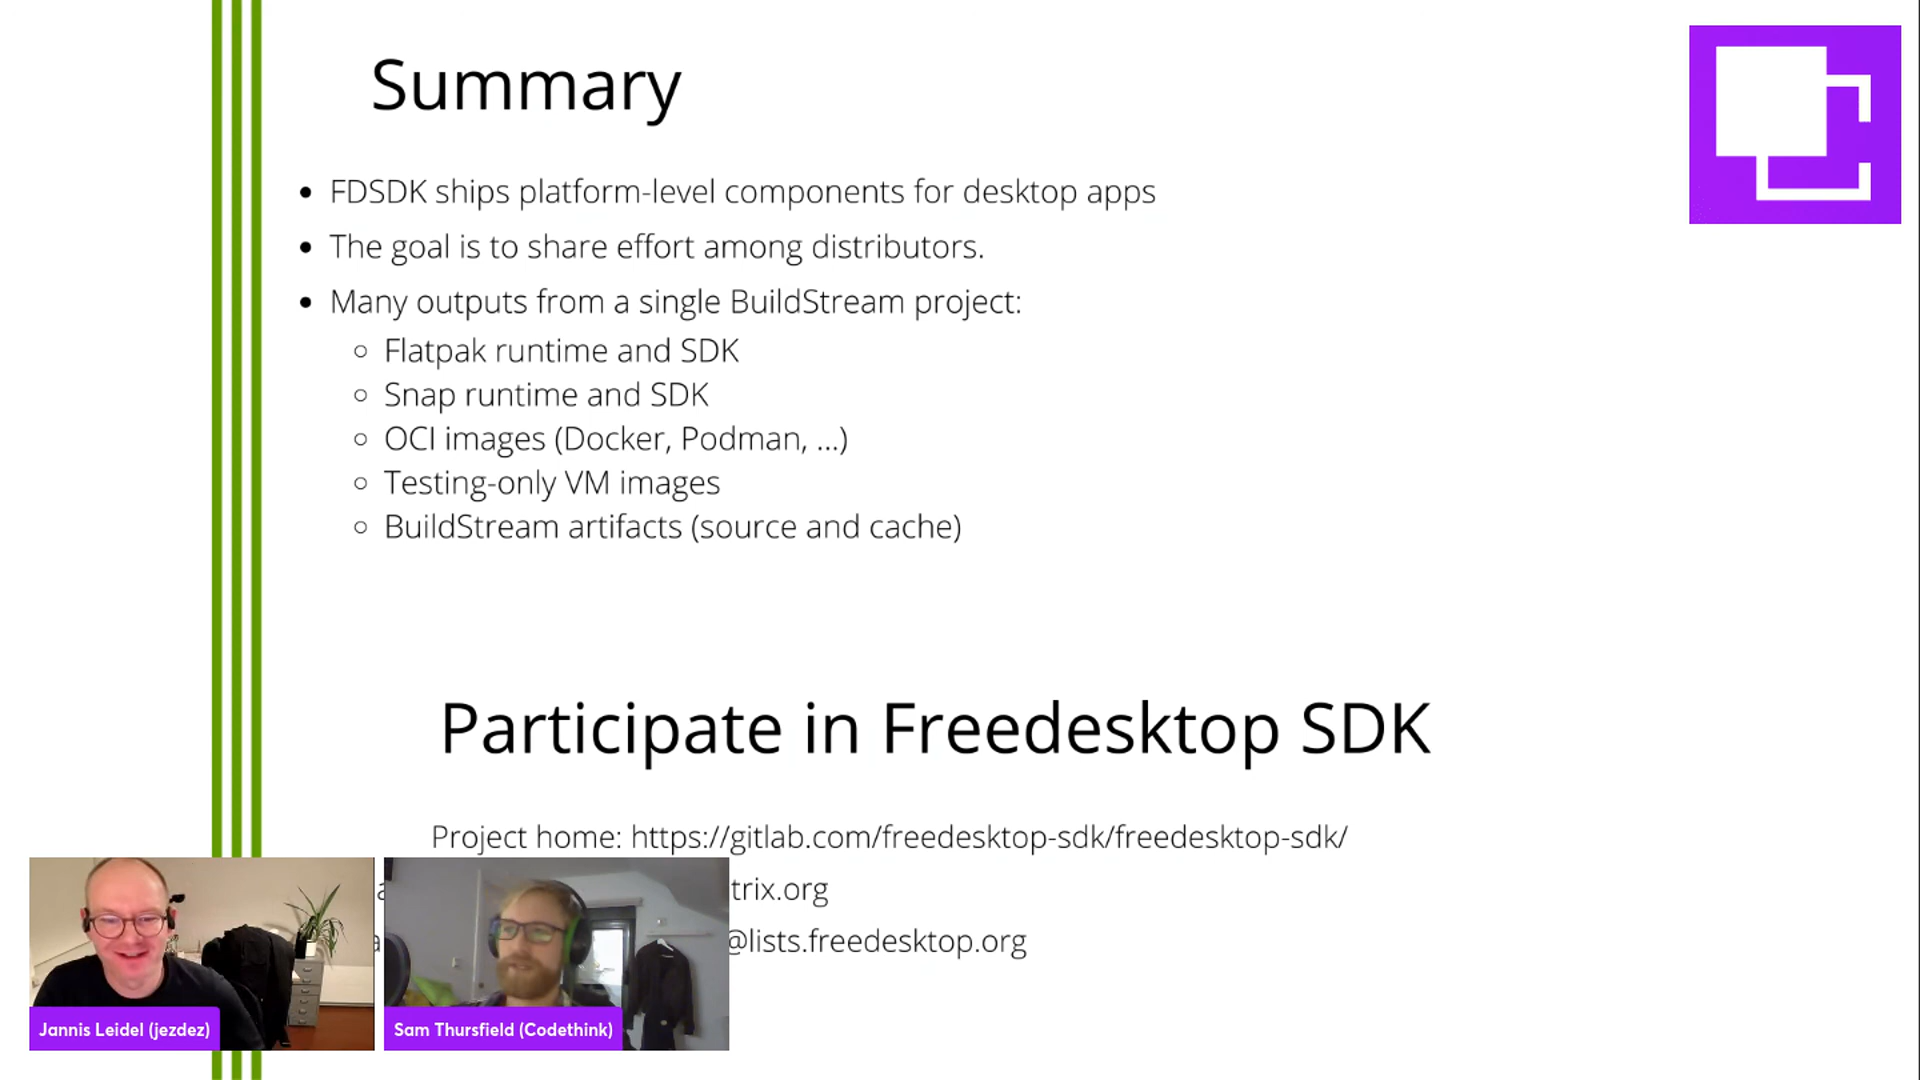 Summary
FDSDK ships platform-level components for desktop apps
The goal is to share effort among distributors.
Many outputs from a single BuildStream project:
Flatpak runtime and SDK
Snap runtime and SDK
OCI images (Docker, Podman, ...)
Testing-only VM images
BuildStream artifacts (source and cache)
Participate in Freedesktop SDK
Project home: https://gitlab.com/freedesktop-sdk/freedesktop-sdk/
trix.org
@lists.freedesktop.org
Jannis Leidel (jezdez)
Sam Thursfield (Codethink)